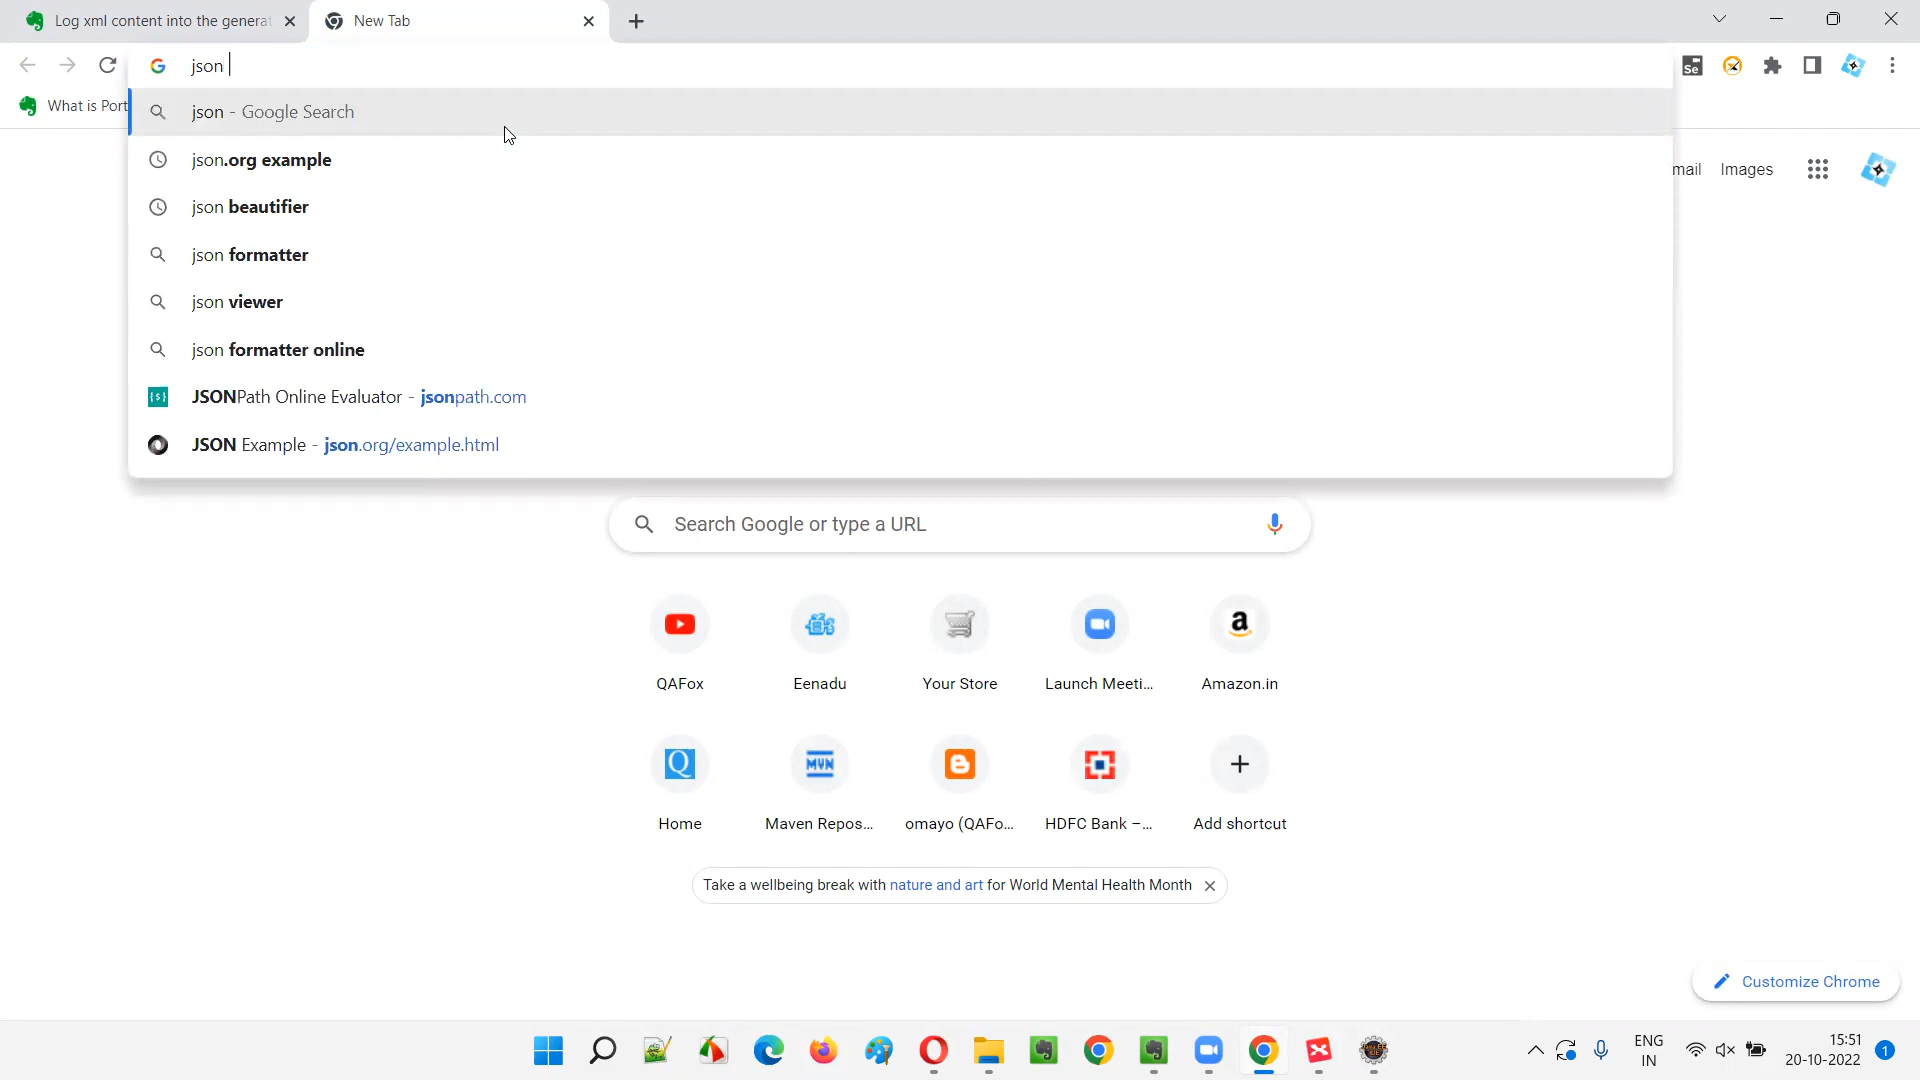 Log xml content into the generat
New Tab
json
What is Port
json - Google Search
json.org example
json beautifier
json formatter
json viewer
json formatter online
JSONPath Online Evaluator - jsonpath.com
JSON Example - json.org/example.html
mail Images
Search Google or type a URL
QAFox Eenadu Your Store Launch Meeti... Amazon.in
Home Maven Repos... omayo (QAFo... HDFC Bank –... Add shortcut
Take a wellbeing break with nature and art for World Mental Health Month
Customize Chrome
ENG
IN
15:51
20-10-2022
1